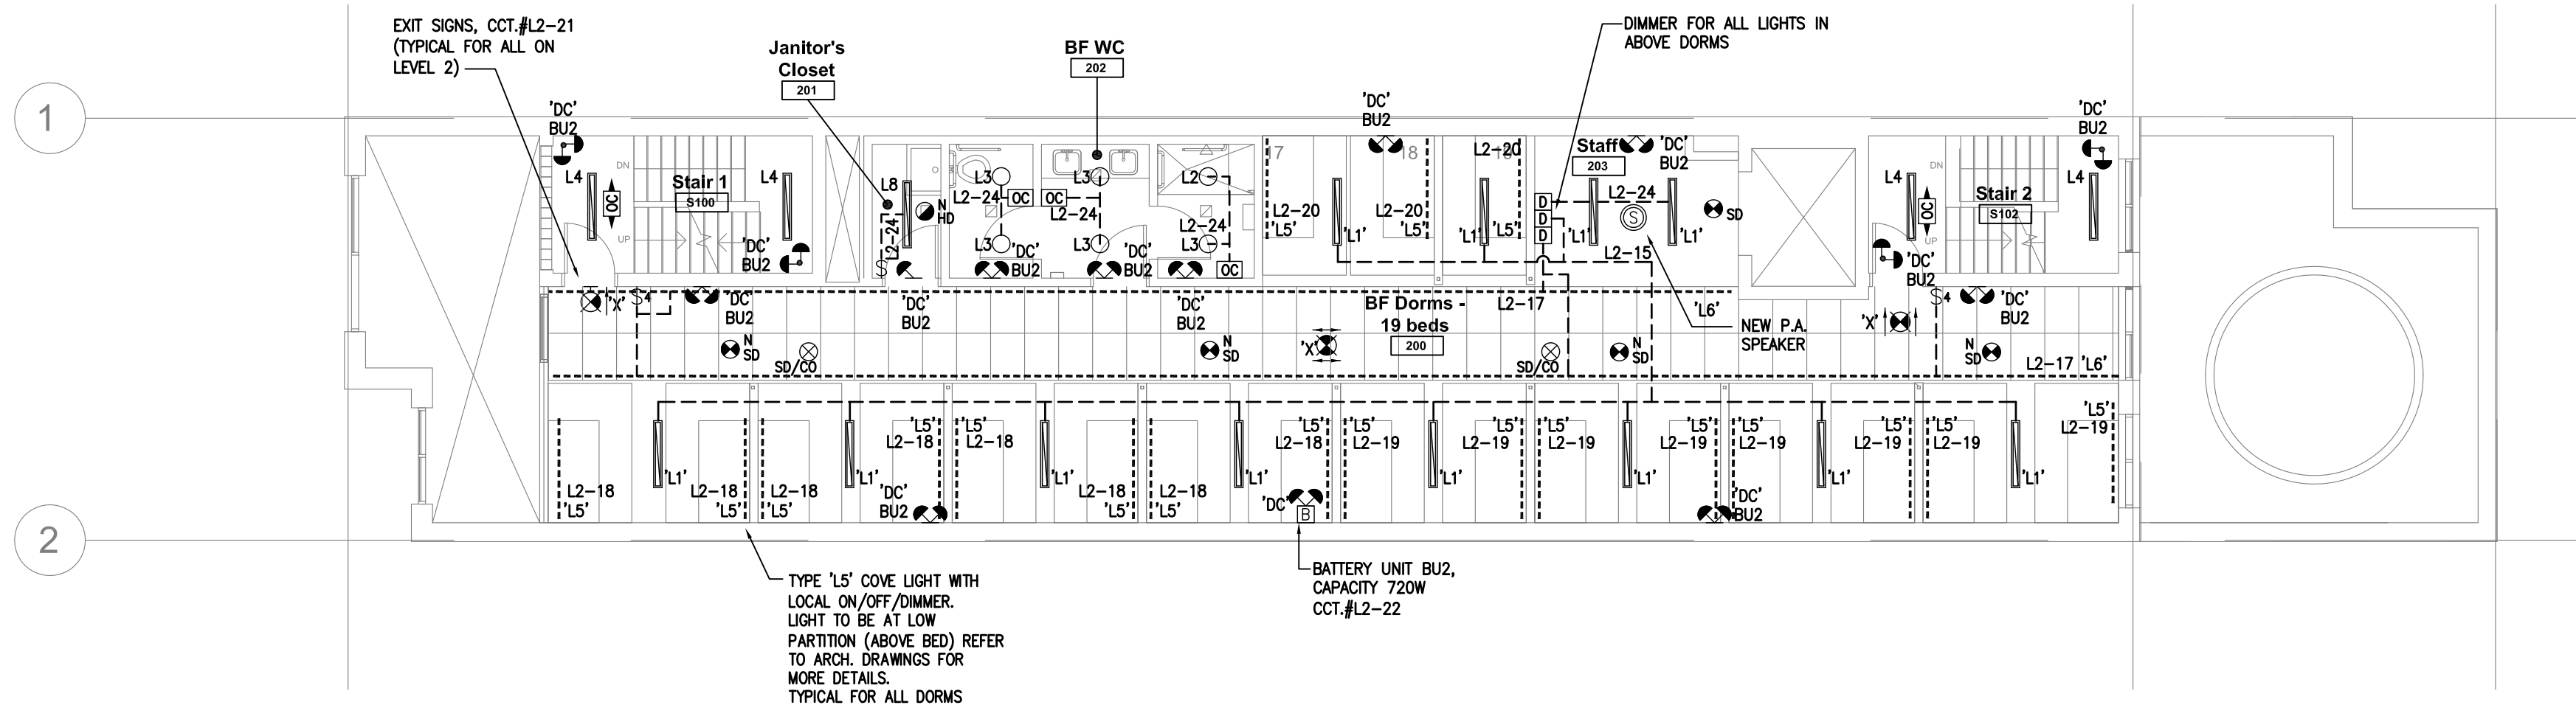 EXIT SIGNS, CCT.#L2-21
(TYPICAL FOR ALL ON
LEVEL 2)
Janitor's
Closet
201
BF WC
202
DIMMER FOR ALL LIGHTS IN
ABOVE DORMS
1
'DC'
BU2
'DC'
BU2
'DC'
BU2
DN
UP
L4
OC
Stair 1
S100
L4
'DC'
BU2
L8
N
HD
L2-24
S
L3
L2-24
OC
L3
'DC'
BU2
OC
L3
L2-24
L3
'DC'
BU2
L2
L2-24
L3
OC
17
18
L2-20
L2-20
L2-20
'L5'
'L5'
'L5'
'L1'
'L1'
Staff
203
'DC'
BU2
D
D
D
L2-24
S
'L1'
'L1'
L2-15
SD
L4
OC
DN
UP
Stair 2
S102
L4
'DC'
BU2
'X'
S4
'DC'
BU2
'DC'
BU2
'DC'
BU2
BF Dorms -
19 beds
200
L2-17
'L6'
NEW P.A.
SPEAKER
'X'
S4
'DC'
BU2
N
SD
SD/CO
N
SD
'X'
SD/CO
N
SD
N
SD
L2-17 'L6'
L2-18
'L5'
'L1'
L2-18
'L5'
L2-18
'L5'
'L1'
'L5'
L2-18
'DC'
BU2
'L5'
L2-18
'L1'
L2-18
'L5'
L2-18
'L5'
'L1'
'L5'
L2-18
'DC'
B
'L5'
L2-19
'L1'
'L5'
L2-19
'L5'
L2-19
'L1'
'L5'
L2-19
'L5'
L2-19
'DC'
BU2
'L1'
'L5'
L2-19
'L5'
L2-19
'L1'
'L5'
L2-19
2
TYPE 'L5' COVE LIGHT WITH
LOCAL ON/OFF/DIMMER.
LIGHT TO BE AT LOW
PARTITION (ABOVE BED) REFER
TO ARCH. DRAWINGS FOR
MORE DETAILS.
TYPICAL FOR ALL DORMS
BATTERY UNIT BU2,
CAPACITY 720W
CCT.#L2-22